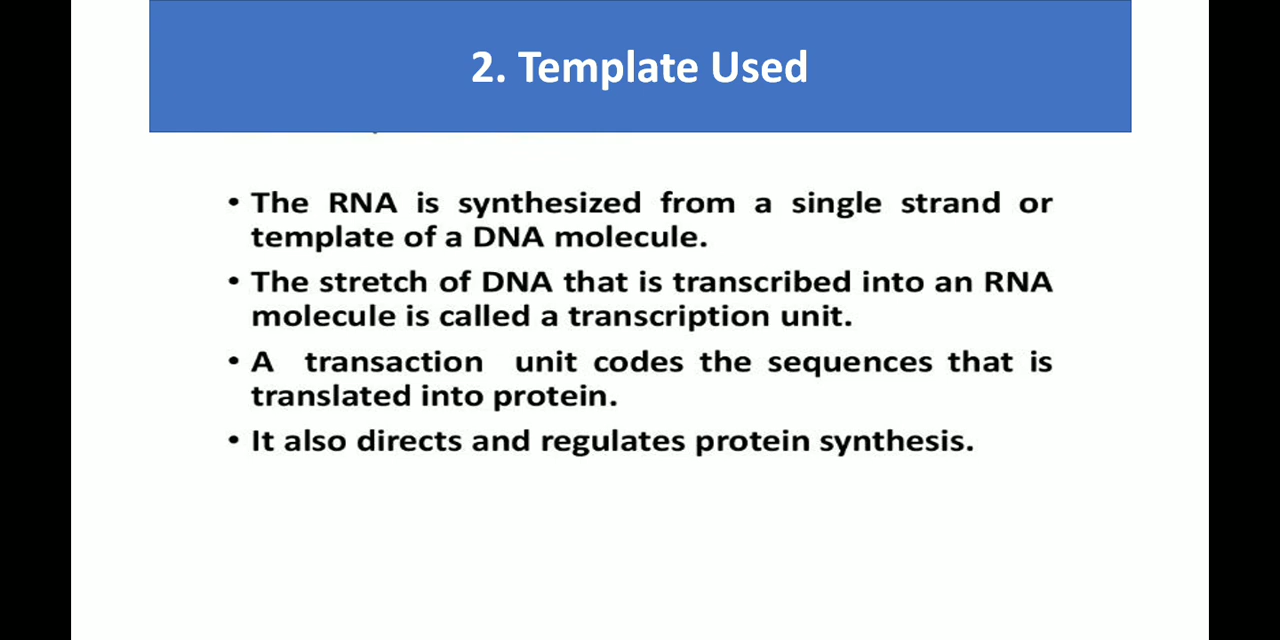 2. Template Used
• The RNA is synthesized from a single strand or
template of a DNA molecule.
• The stretch of DNA that is transcribed into an RNA
molecule is called a transcription unit.
• A transaction unit codes the sequences that is
translated into protein.
• It also directs and regulates protein synthesis.